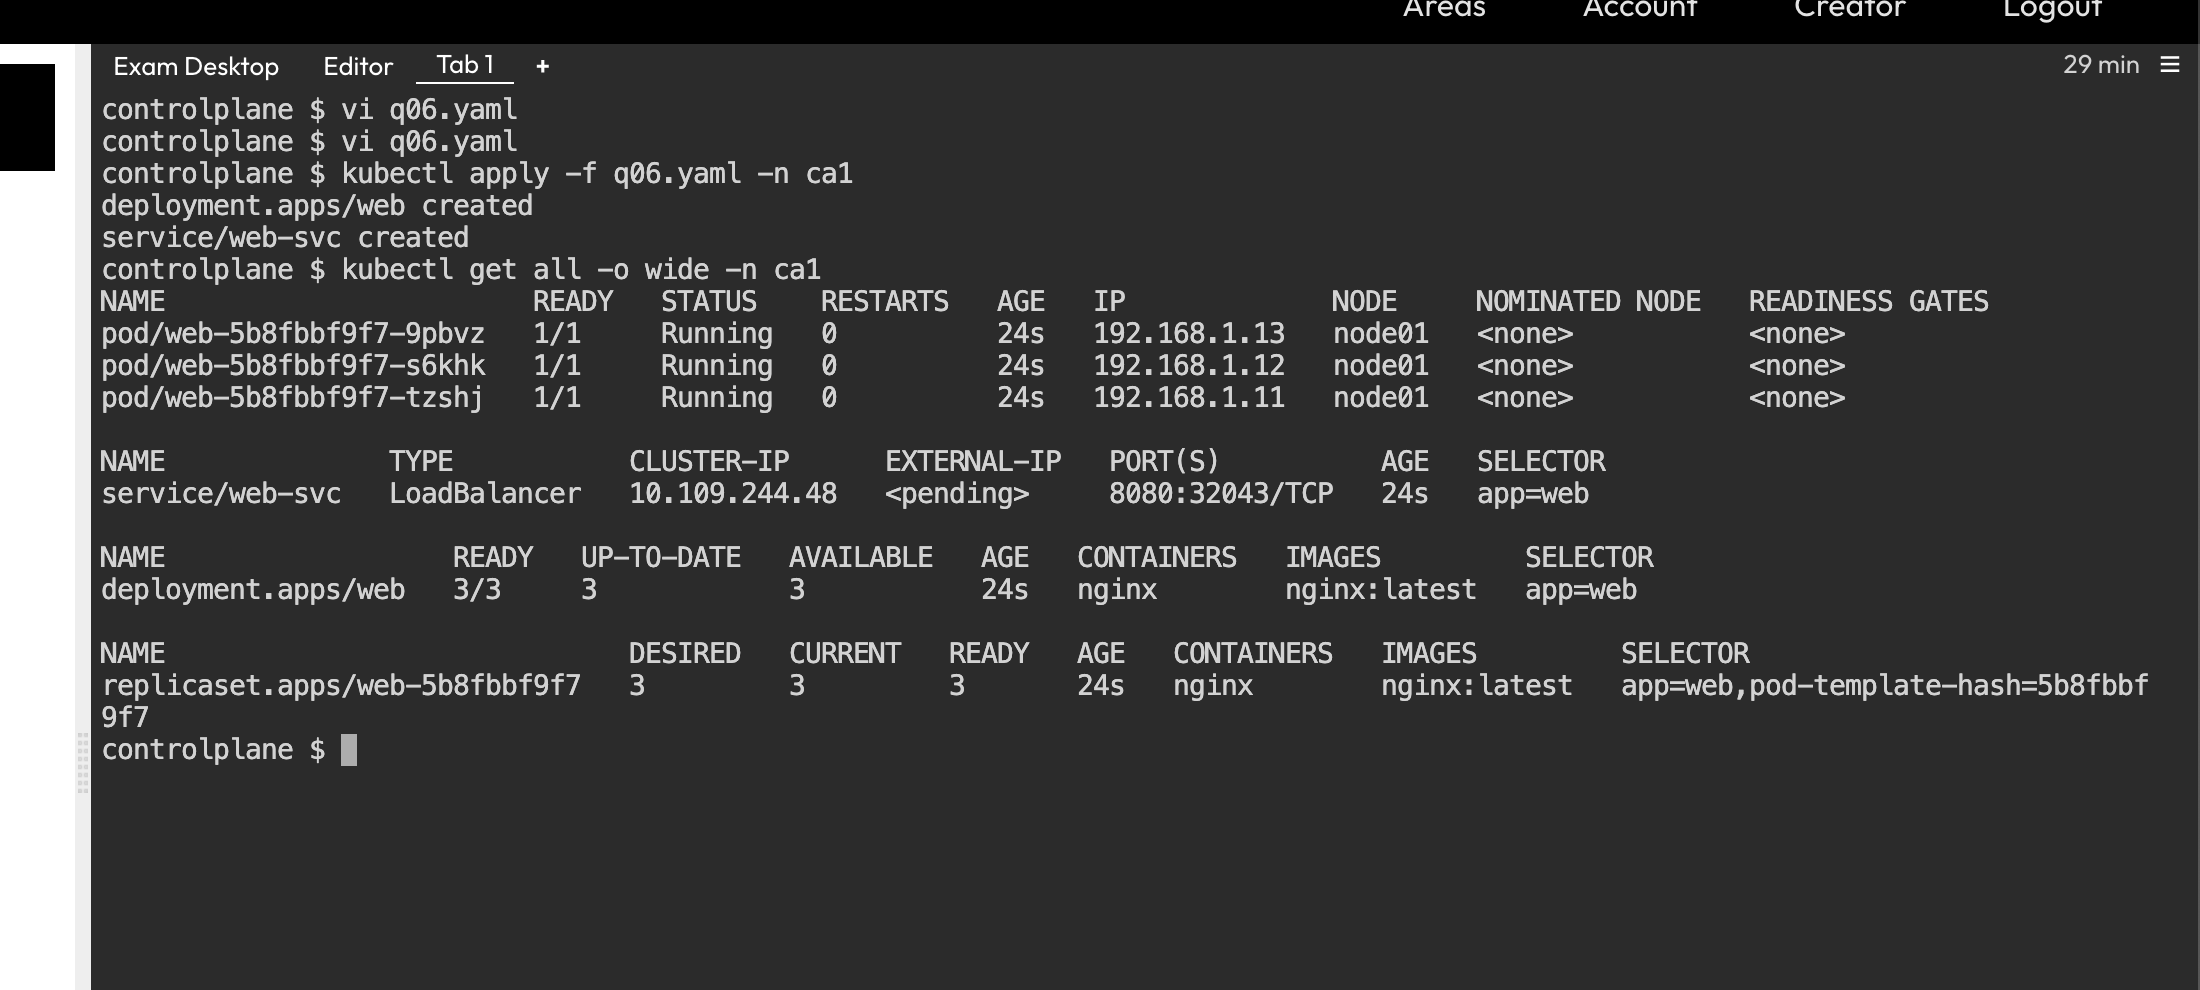 Areas Account Creator Logout
Exam Desktop Editor Tab 1 + 29 min
controlplane $ vi q06.yaml
controlplane $ vi q06.yaml
controlplane $ kubectl apply -f q06.yaml -n ca1
deployment.apps/web created
service/web-svc created
controlplane $ kubectl get all -o wide -n ca1
NAME READY STATUS RESTARTS AGE IP NODE NOMINATED NODE READINESS GATES
pod/web-5b8fbbf9f7-9pbvz 1/1 Running 0 24s 192.168.1.13 node01 <none> <none>
pod/web-5b8fbbf9f7-s6khk 1/1 Running 0 24s 192.168.1.12 node01 <none> <none>
pod/web-5b8fbbf9f7-tzshj 1/1 Running 0 24s 192.168.1.11 node01 <none> <none>
NAME TYPE CLUSTER-IP EXTERNAL-IP PORT(S) AGE SELECTOR
service/web-svc LoadBalancer 10.109.244.48 <pending> 8080:32043/TCP 24s app=web
NAME READY UP-TO-DATE AVAILABLE AGE CONTAINERS IMAGES SELECTOR
deployment.apps/web 3/3 3 3 24s nginx nginx:latest app=web
NAME DESIRED CURRENT READY AGE CONTAINERS IMAGES SELECTOR
replicaset.apps/web-5b8fbbf9f7 3 3 3 24s nginx nginx:latest app=web,pod-template-hash=5b8fbbf
9f7
controlplane $